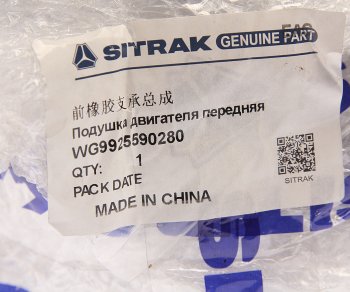 SITRAK GENUINE PART
前橡胶支承总成
Подушка двигателя передняя
WG9925590280
QTY: 1
PACK DATE
MADE IN CHINA
SITRAK